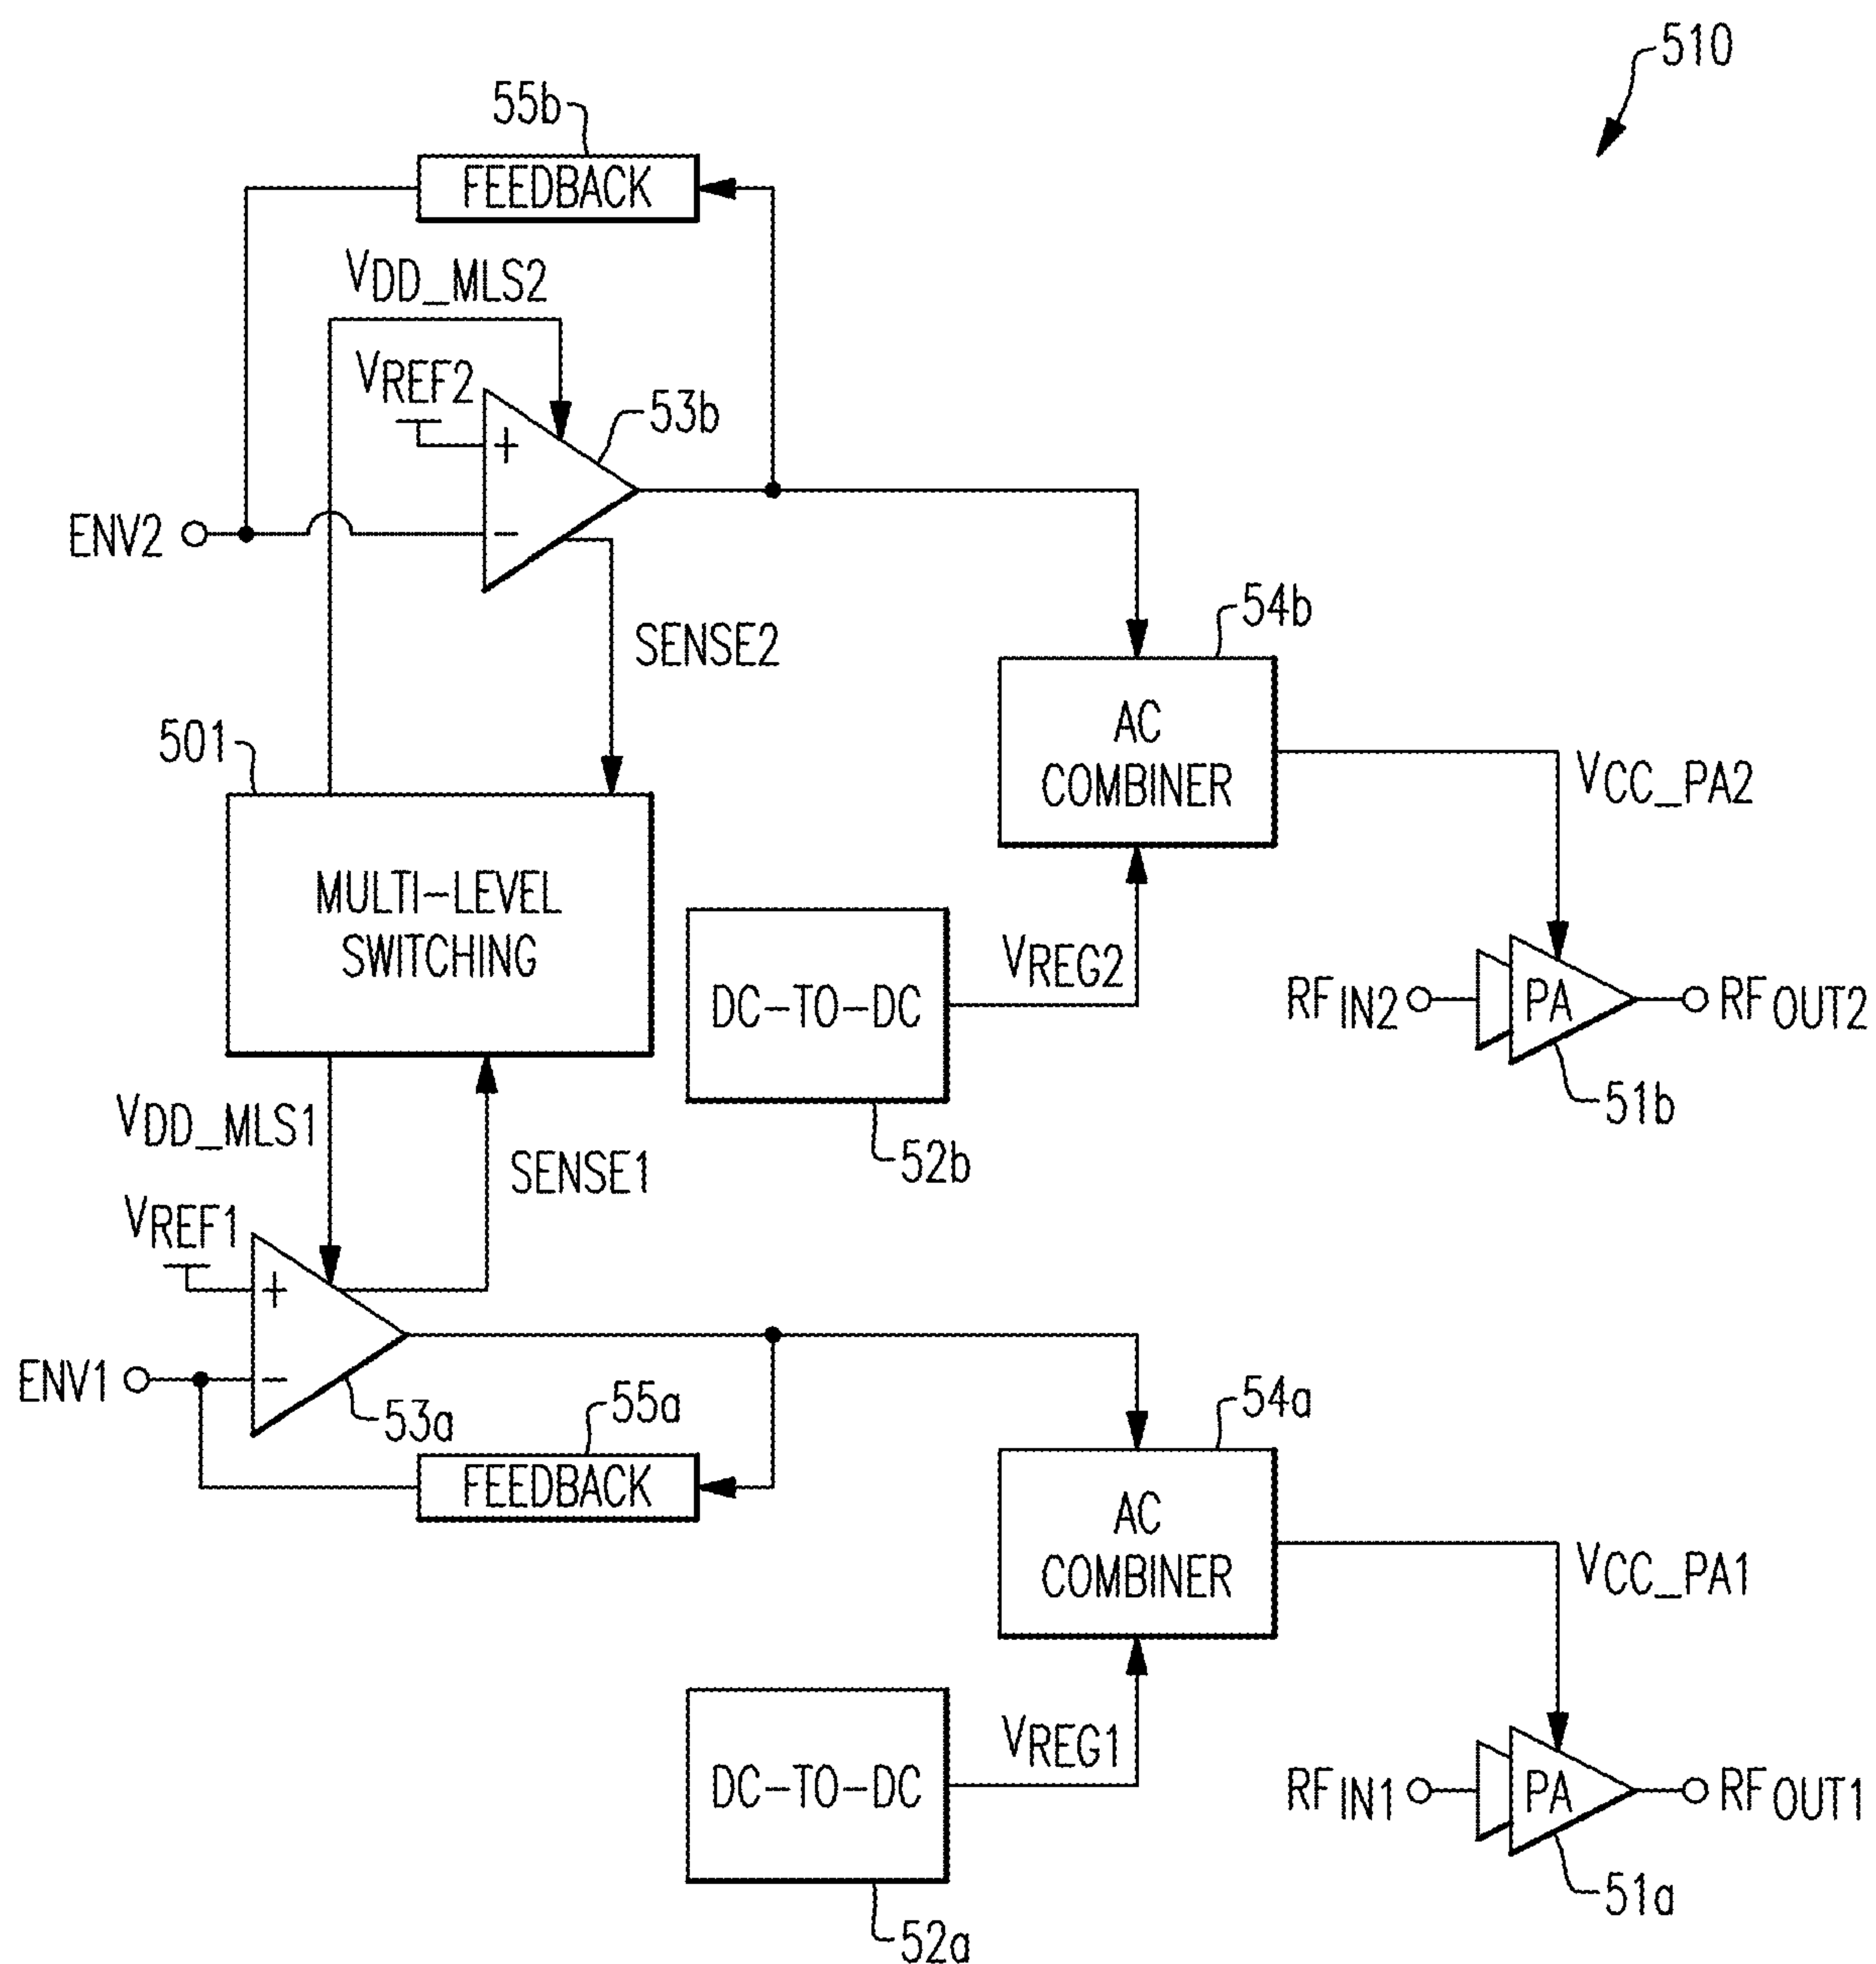 510
55b
FEEDBACK
VDD_MLS2
VREF2
+
53b
ENV2
−
SENSE2
54b
501
AC
COMBINER
VCC_PA2
MULTI-LEVEL
SWITCHING
VREG2
DC-TO-DC
RFIN2
PA
RFOUT2
51b
VDD_MLS1
SENSE1
52b
VREF1
+
ENV1
−
53a
55a
54a
FEEDBACK
AC
COMBINER
VCC_PA1
VREG1
DC-TO-DC
RFIN1
PA
RFOUT1
51a
52a